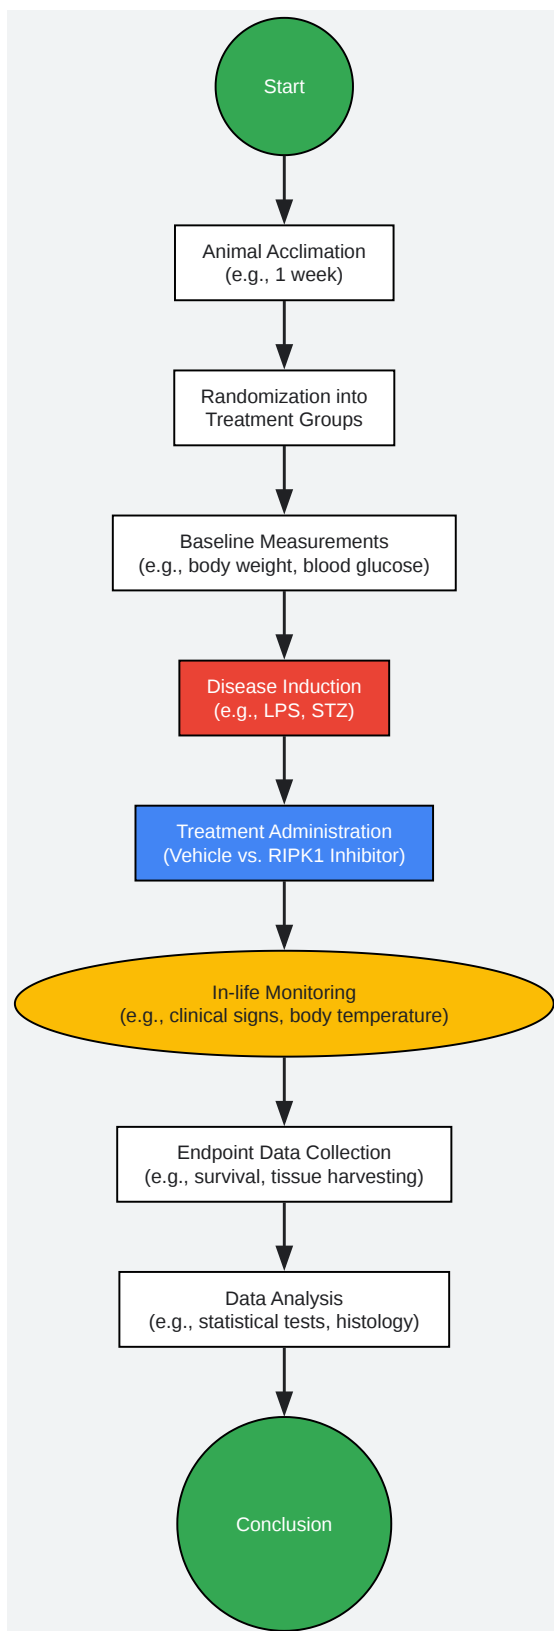 Start
Animal Acclimation
(e.g., 1 week)
Randomization into
Treatment Groups
Baseline Measurements
(e.g., body weight, blood glucose)
Disease Induction
(e.g., LPS, STZ)
Treatment Administration
(Vehicle vs. RIPK1 Inhibitor)
In-life Monitoring
(e.g., clinical signs, body temperature)
Endpoint Data Collection
(e.g., survival, tissue harvesting)
Data Analysis
(e.g., statistical tests, histology)
Conclusion